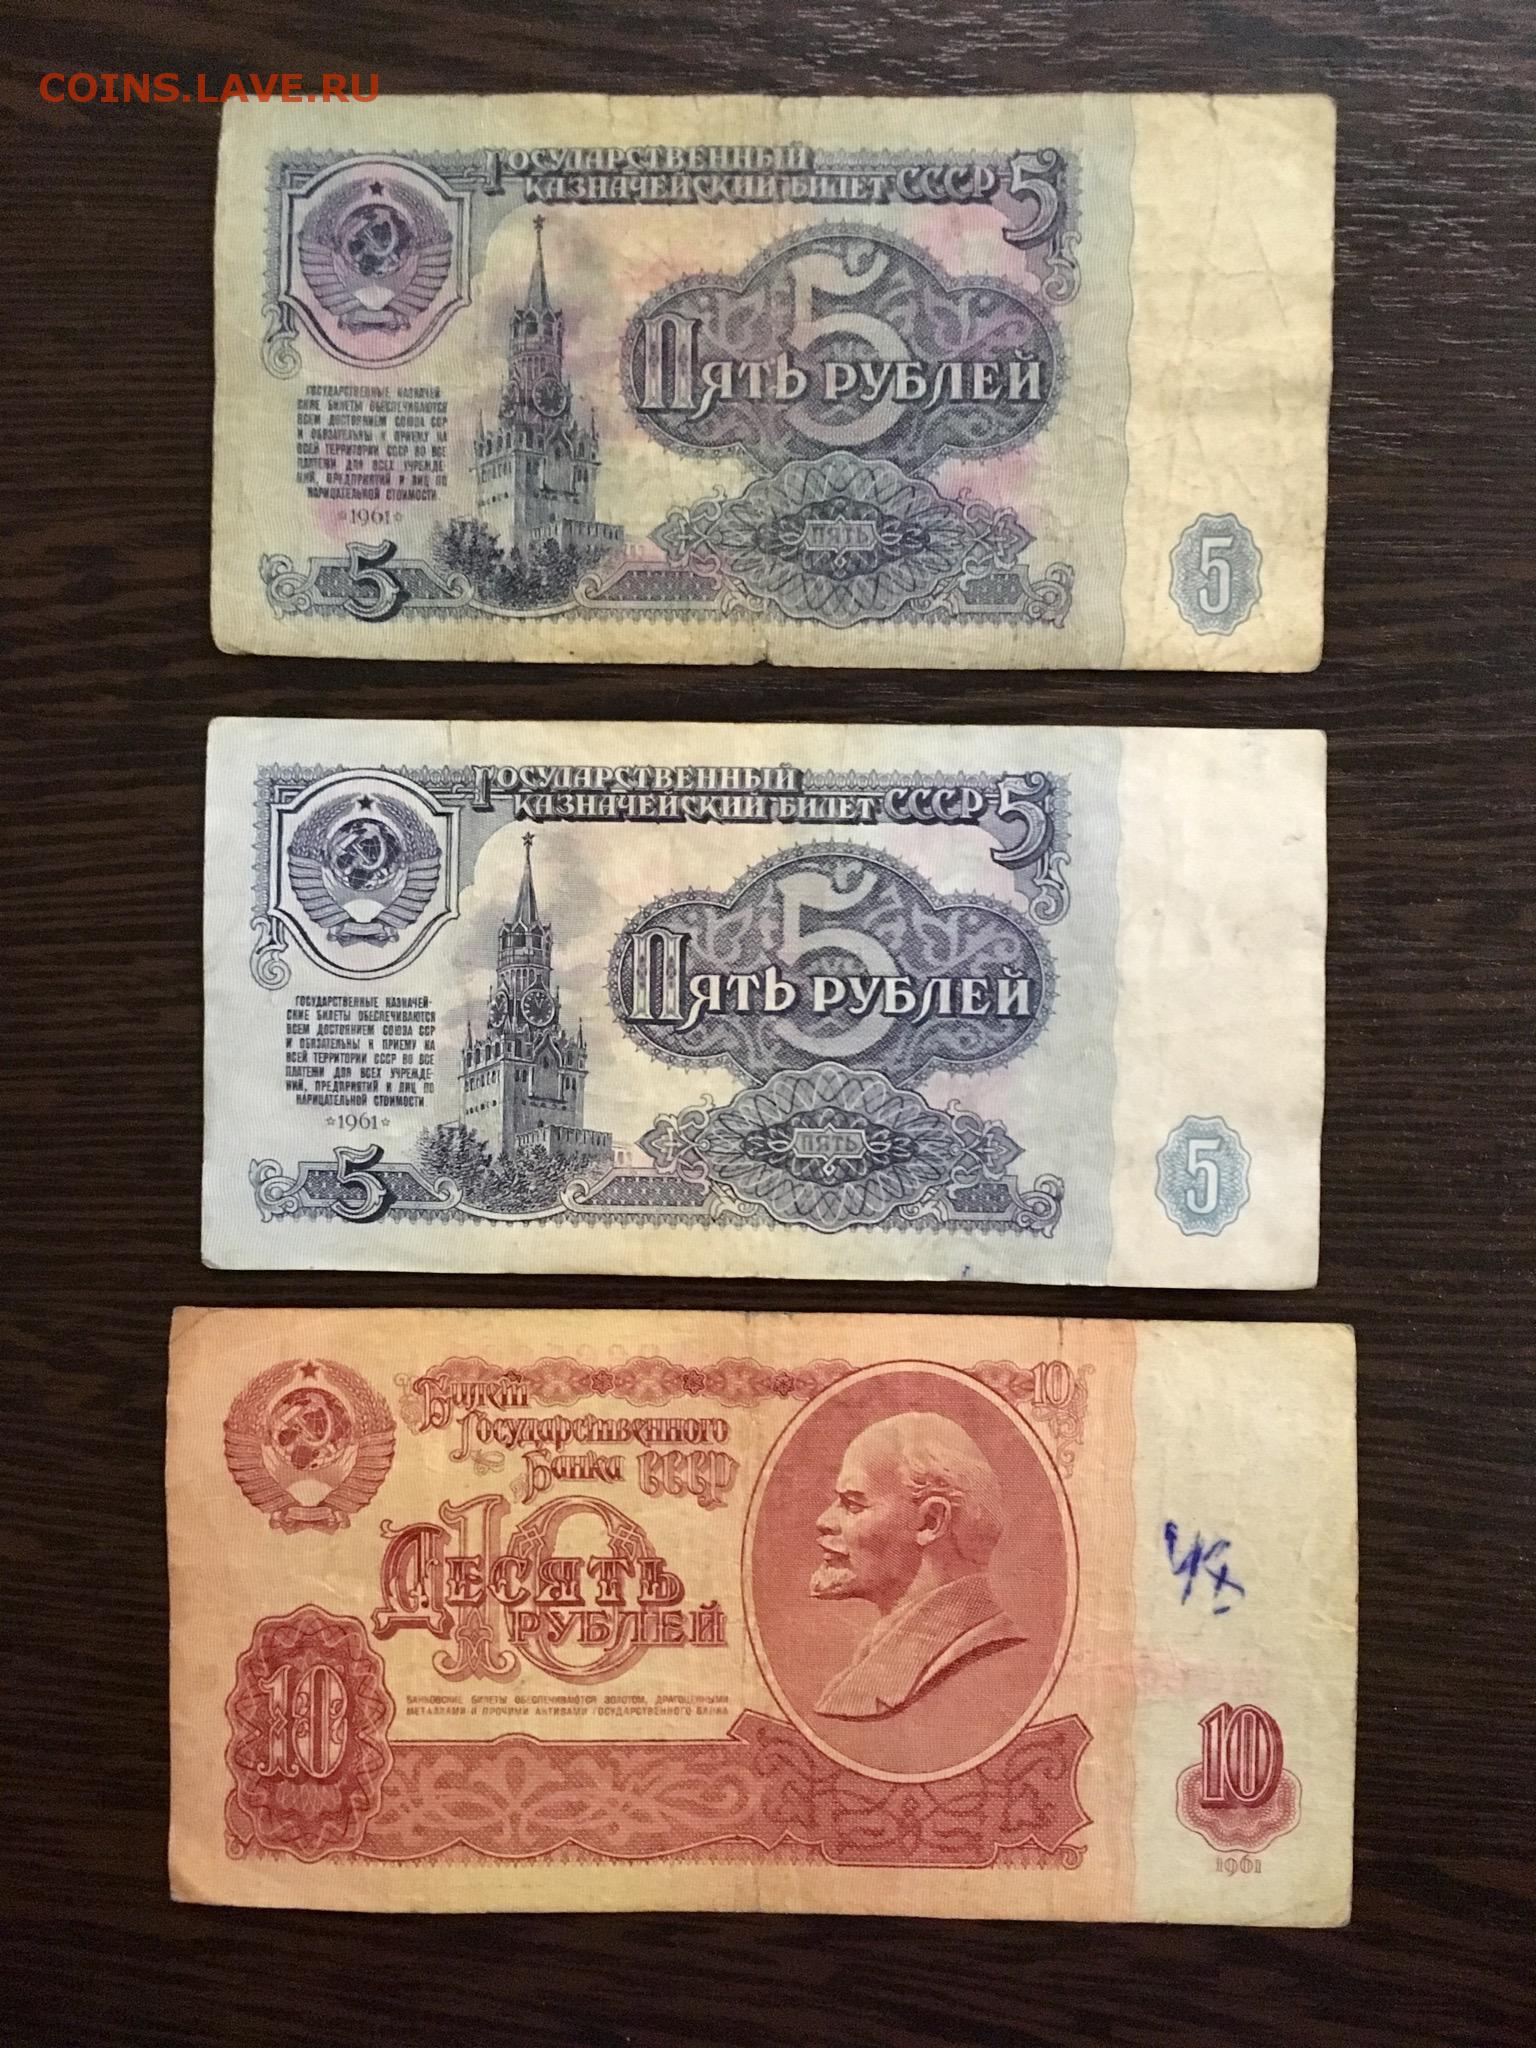 COINS.LAVE.RU
ГОСУДАРСТВЕННЫЙ
КАЗНАЧЕЙСКИЙ БИЛЕТ СССР 5
5
5
5
ПЯТЬ РУБЛЕЙ
ГОСУДАРСТВЕННЫЕ КАЗНАЧЕЙ-
СКИЕ БИЛЕТЫ ОБЕСПЕЧИВАЮТСЯ
ВСЕМ ДОСТОЯНИЕМ СОЮЗА ССР
И ОБЯЗАТЕЛЬНЫ К ПРИЕМУ НА
ВСЕЙ ТЕРРИТОРИИ СССР ВО ВСЕ
ПЛАТЕЖИ ДЛЯ ВСЕХ УЧРЕЖДЕ-
НИЙ, ПРЕДПРИЯТИЙ И ЛИЦ ПО
НАРИЦАТЕЛЬНОЙ СТОИМОСТИ
1961
ПЯТЬ
5
5
ГОСУДАРСТВЕННЫЙ
КАЗНАЧЕЙСКИЙ БИЛЕТ СССР 5
5
5
5
ПЯТЬ РУБЛЕЙ
ГОСУДАРСТВЕННЫЕ КАЗНАЧЕЙ-
СКИЕ БИЛЕТЫ ОБЕСПЕЧИВАЮТСЯ
ВСЕМ ДОСТОЯНИЕМ СОЮЗА ССР
И ОБЯЗАТЕЛЬНЫ К ПРИЕМУ НА
ВСЕЙ ТЕРРИТОРИИ СССР ВО ВСЕ
ПЛАТЕЖИ ДЛЯ ВСЕХ УЧРЕЖДЕ-
НИЙ, ПРЕДПРИЯТИЙ И ЛИЦ ПО
НАРИЦАТЕЛЬНОЙ СТОИМОСТИ
1961
ПЯТЬ
5
5
Билет
Государственного
Банка СССР
10
10
ДЕСЯТЬ
РУБЛЕЙ
БАНКОВСКИЕ БИЛЕТЫ ОБЕСПЕЧИВАЮТСЯ ЗОЛОТОМ, ДРАГОЦЕННЫМИ
МЕТАЛЛАМИ И ПРОЧИМИ АКТИВАМИ ГОСУДАРСТВЕННОГО БАНКА
10
10
1961